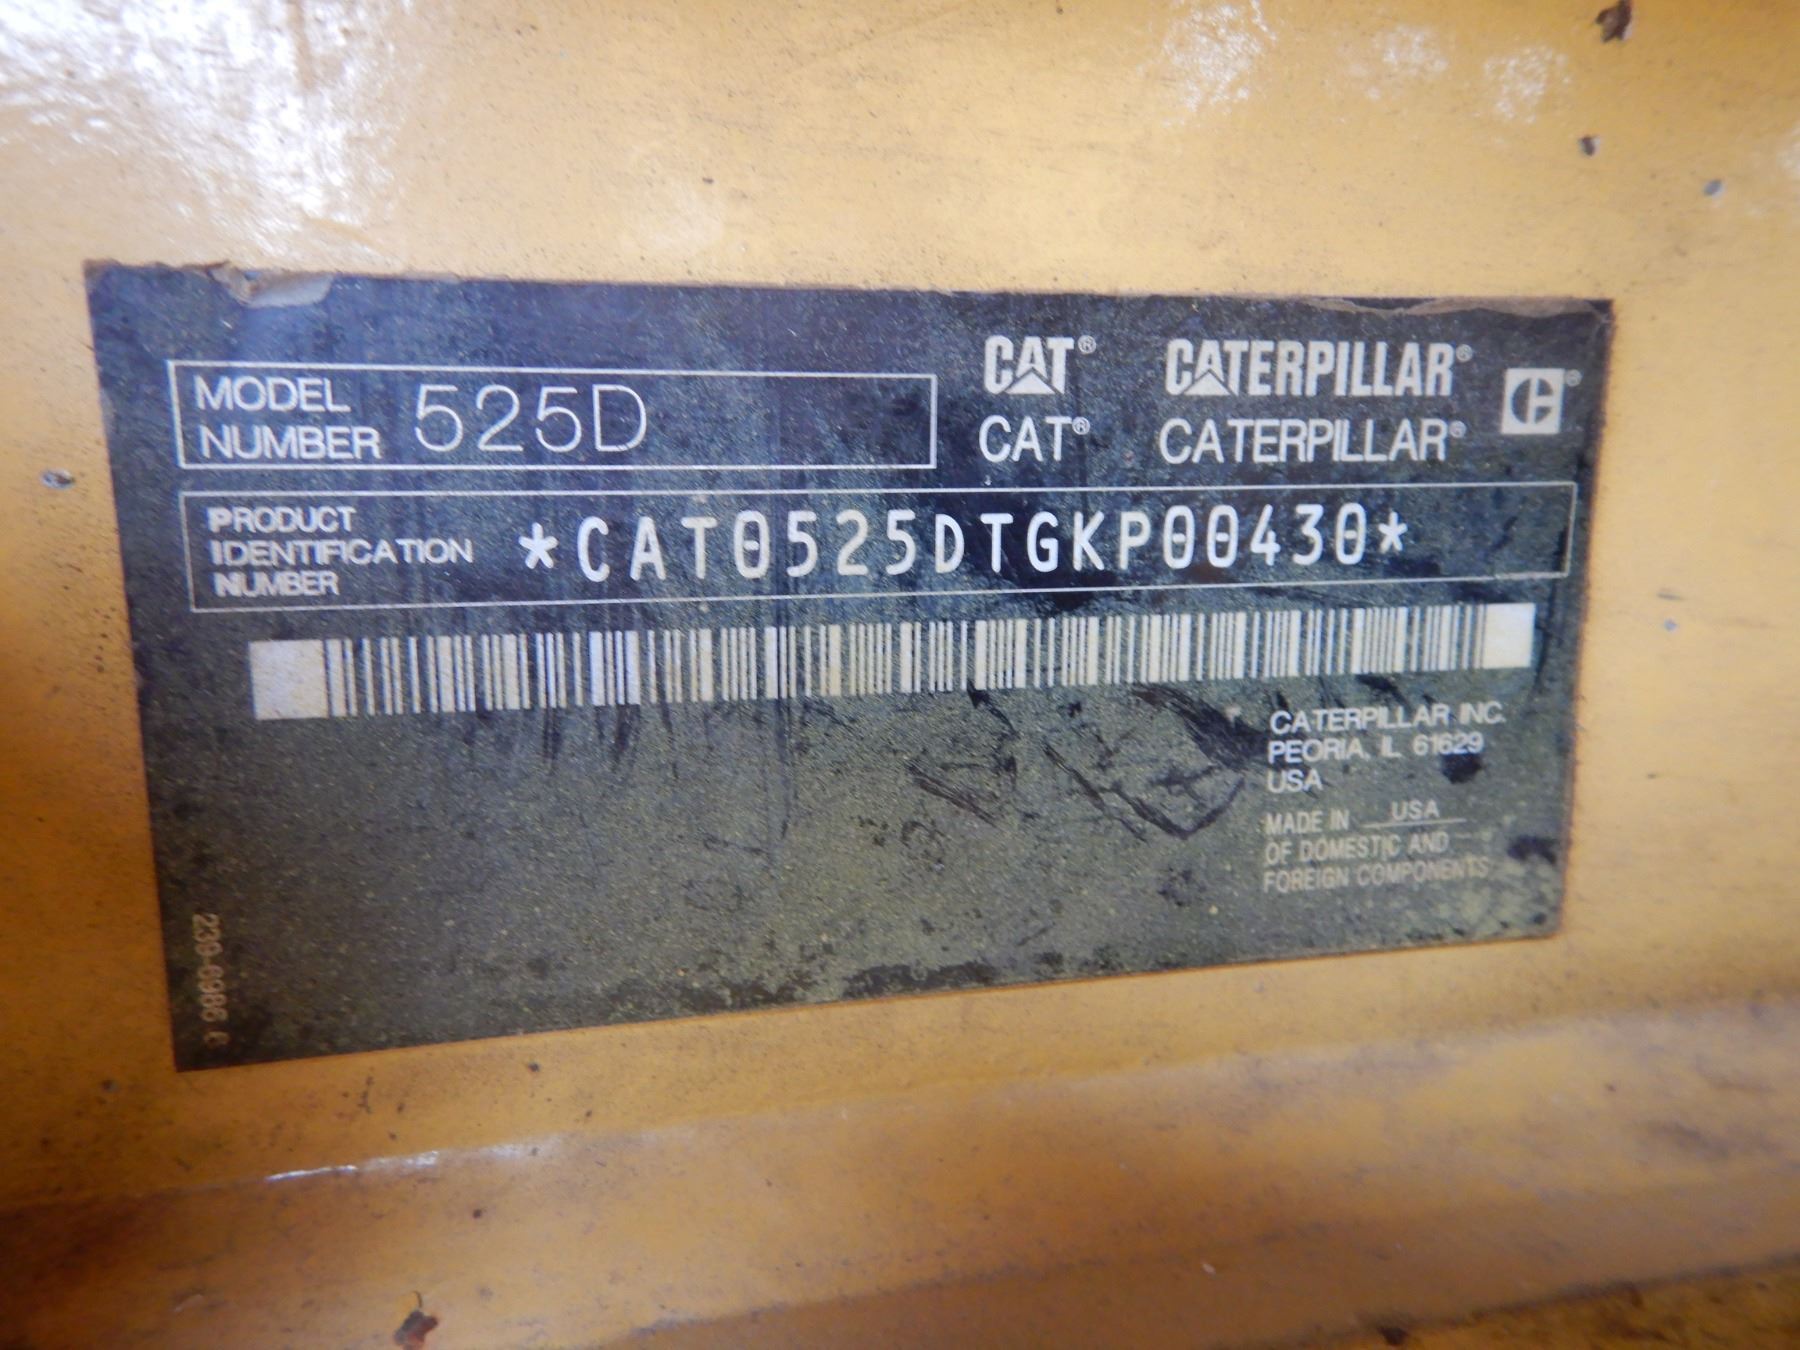 MODEL NUMBER 525D
CAT® CATERPILLAR®
CAT® CATERPILLAR®
PRODUCT IDENTIFICATION NUMBER *CAT0525DTGKP00430*
CATERPILLAR INC.
PEORIA, IL 61629
USA
MADE IN USA
OF DOMESTIC AND
FOREIGN COMPONENTS
239-6986